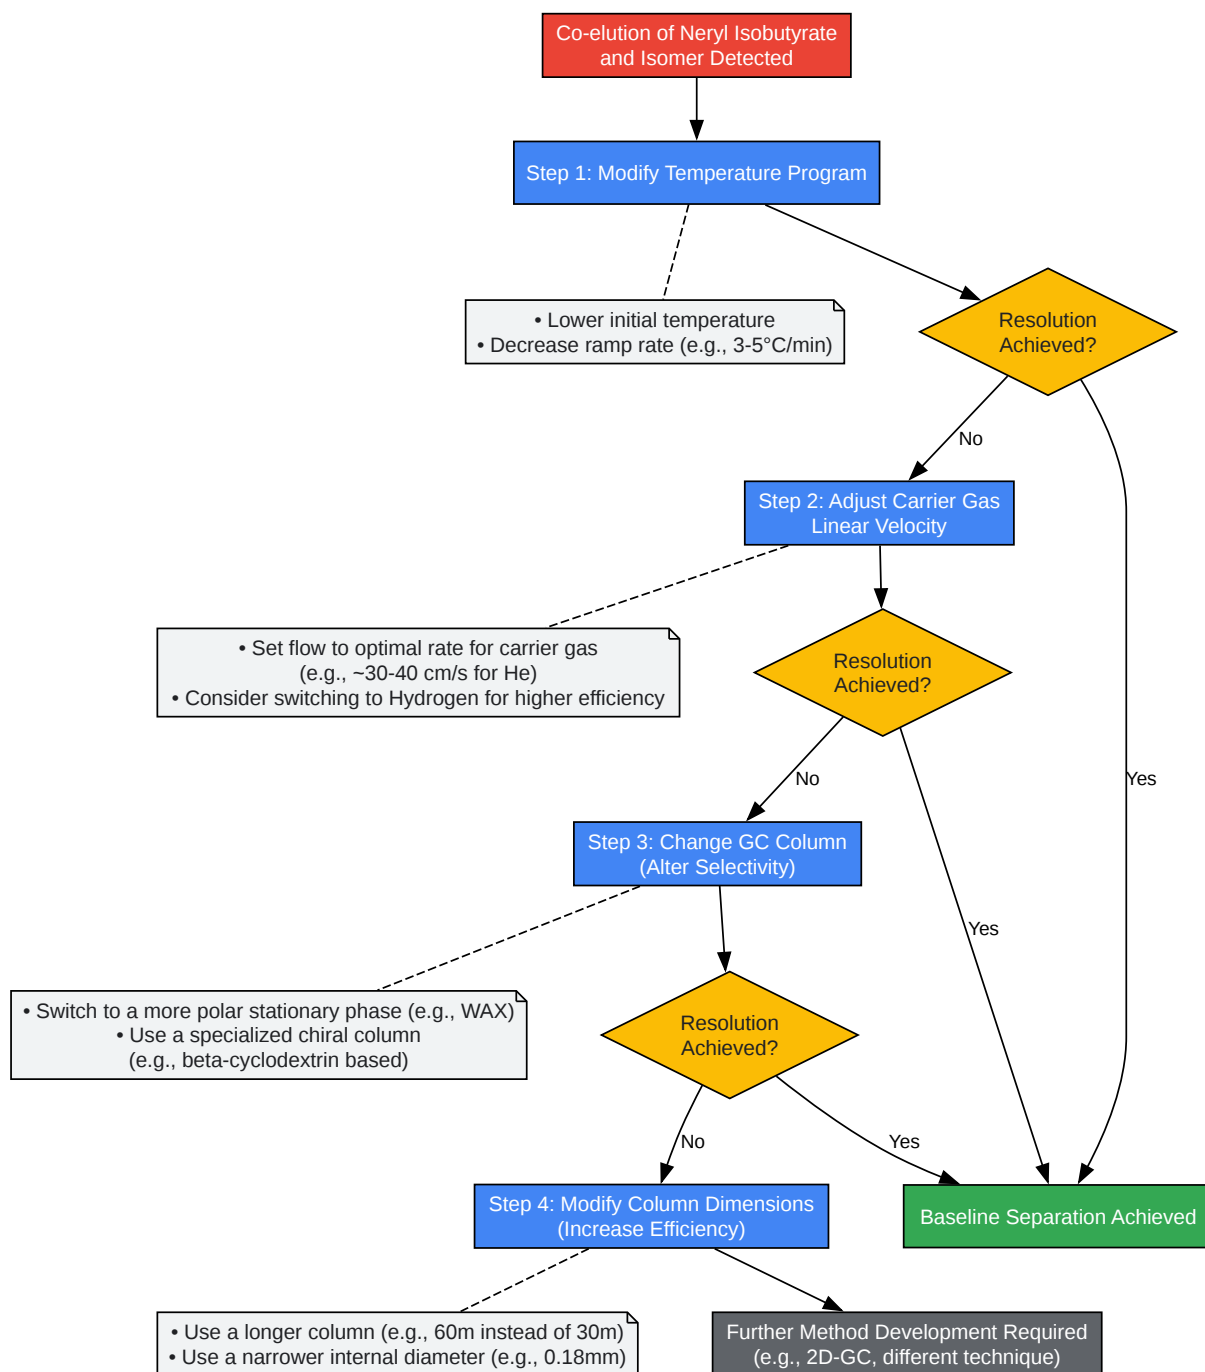 Co-elution of Neryl Isobutyrate
and Isomer Detected
Step 1: Modify Temperature Program
• Lower initial temperature
• Decrease ramp rate (e.g., 3-5°C/min)
Resolution
Achieved?
No
Yes
Step 2: Adjust Carrier Gas
Linear Velocity
• Set flow to optimal rate for carrier gas
(e.g., ~30-40 cm/s for He)
• Consider switching to Hydrogen for higher efficiency
Resolution
Achieved?
No
Yes
Step 3: Change GC Column
(Alter Selectivity)
• Switch to a more polar stationary phase (e.g., WAX)
• Use a specialized chiral column
(e.g., beta-cyclodextrin based)
Resolution
Achieved?
No
Yes
Step 4: Modify Column Dimensions
(Increase Efficiency)
Baseline Separation Achieved
• Use a longer column (e.g., 60m instead of 30m)
• Use a narrower internal diameter (e.g., 0.18mm)
Further Method Development Required
(e.g., 2D-GC, different technique)